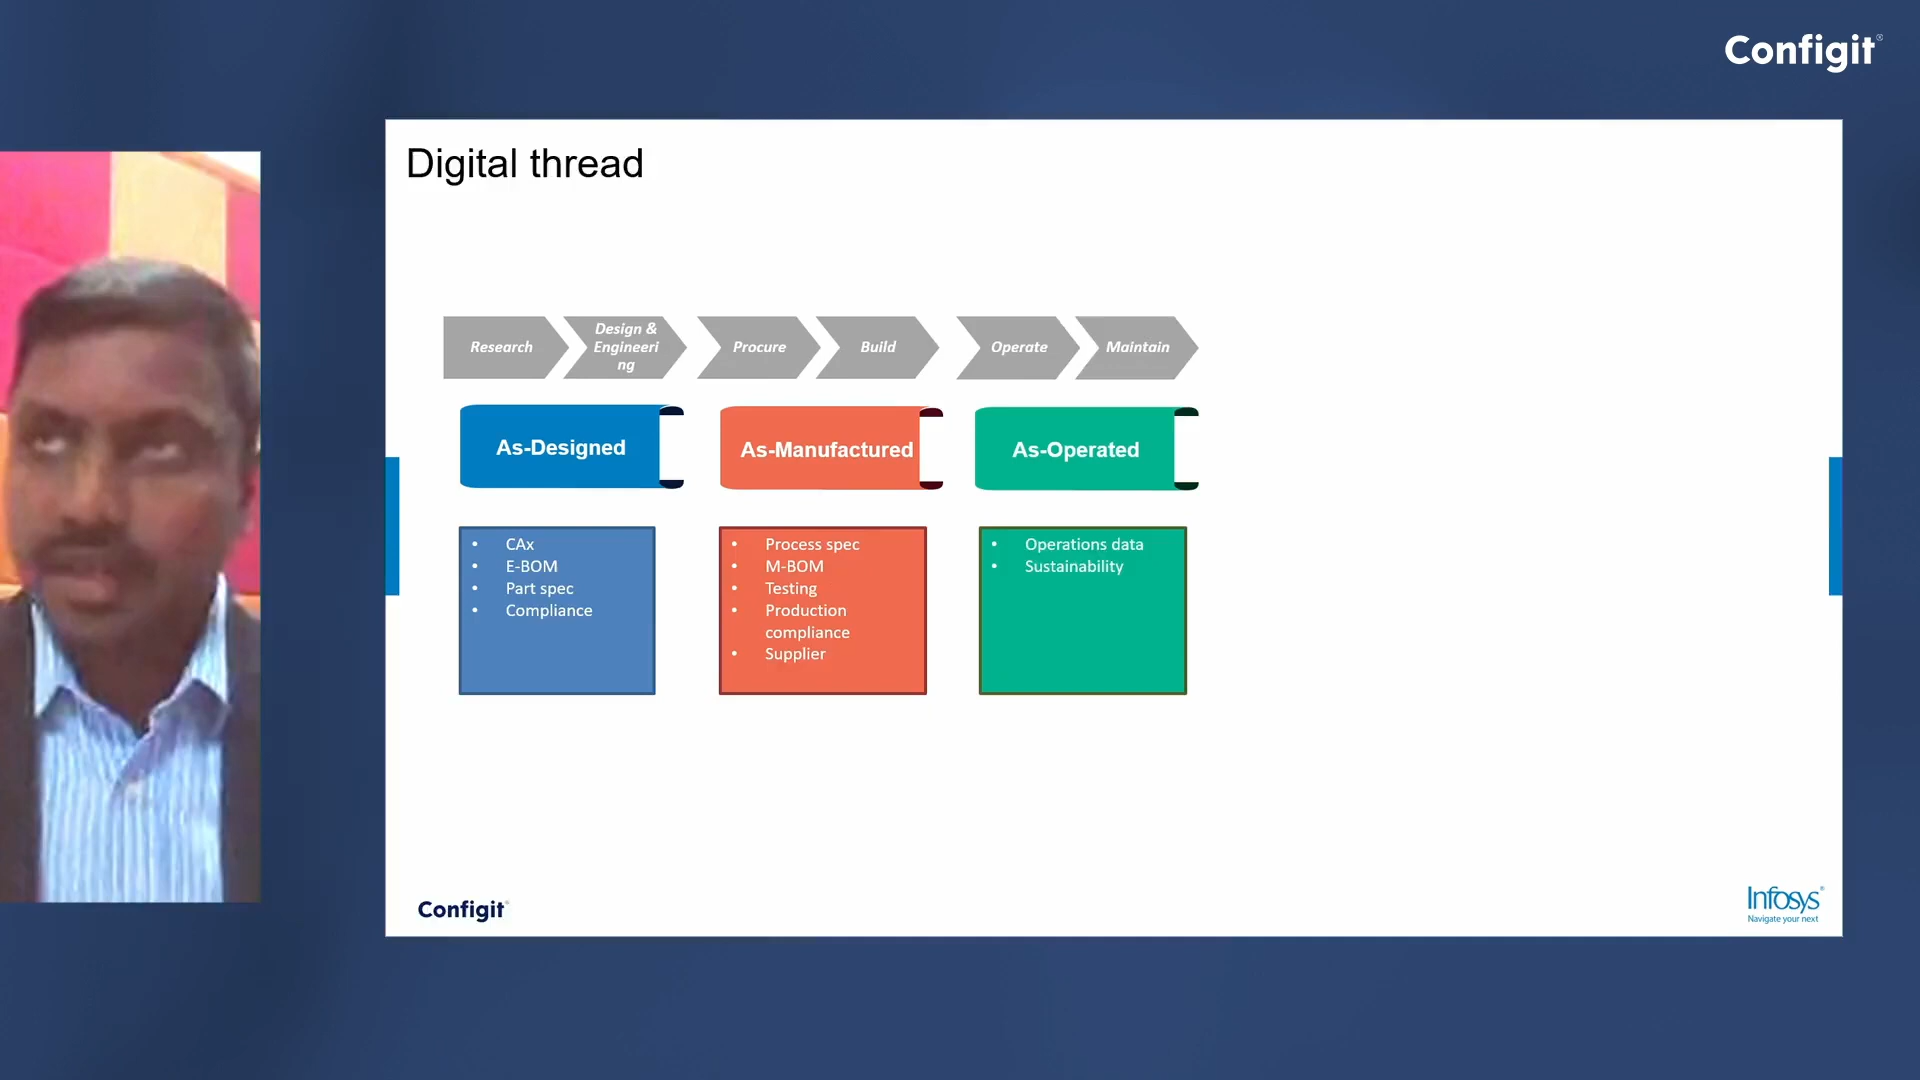 Configit®
Digital thread
Research
Design &
Engineeri
ng
Procure
Build
Operate
Maintain
As-Designed
As-Manufactured
As-Operated
• CAx
• E-BOM
• Part spec
• Compliance
• Process spec
• M-BOM
• Testing
• Production
compliance
• Supplier
• Operations data
• Sustainability
Configit®
Infosys®
Navigate your next